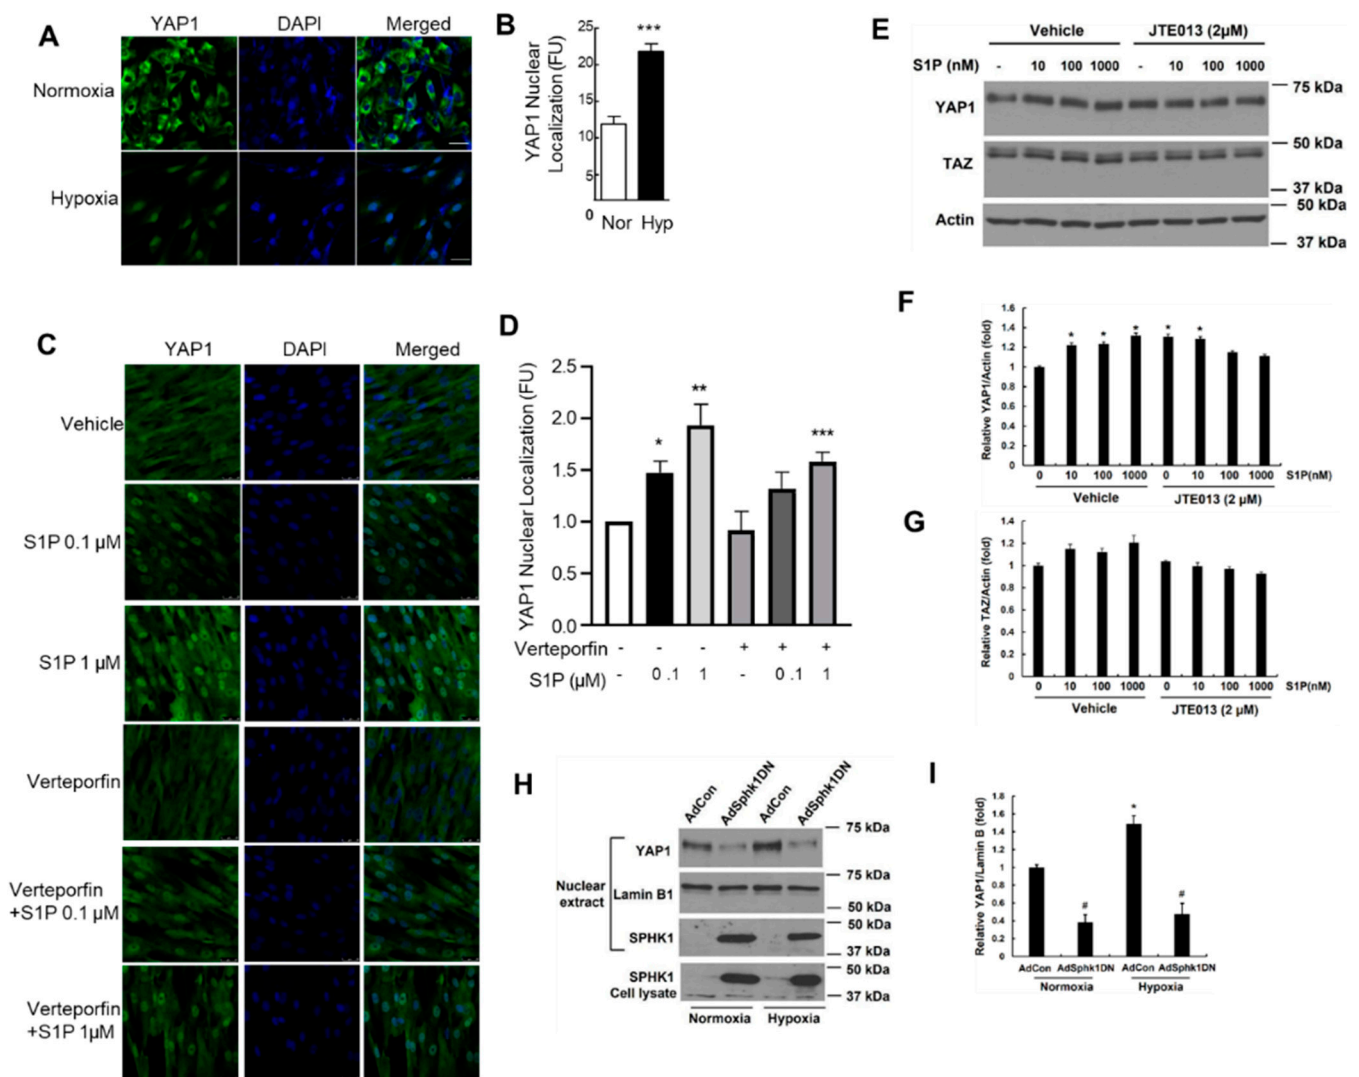 A
YAP1 DAPI Merged
Normoxia
Hypoxia
B
YAP1 Nuclear
Localization (FU)
25
20
15
10
5
0
***
Nor Hyp
C
YAP1 DAPI Merged
Vehicle
S1P 0.1 µM
S1P 1 µM
Verteporfin
Verteporfin
+S1P 0.1 µM
Verteporfin
+S1P 1µM
D
YAP1 Nuclear Localization (FU)
2.5
2.0
1.5
1.0
0.5
0.0
* ** ***
Verteporfin - - - + + +
S1P (µM) - 0 .1 1 - 0 .1 1
E
Vehicle JTE013 (2µM)
S1P (nM) - 10 100 1000 - 10 100 1000
YAP1
75 kDa
TAZ
50 kDa
37 kDa
Actin
50 kDa
37 kDa
F
Relative YAP1/Actin (fold)
1.6
1.4
1.2
1
0.8
0.6
0.4
0.2
0
* * * * *
0 10 100 1000 0 10 100 1000 S1P(nM)
Vehicle JTE013 (2 µM)
G
Relative TAZ/Actin (fold)
1.4
1.2
1
0.8
0.6
0.4
0.2
0
0 10 100 1000 0 10 100 1000 S1P(nM)
Vehicle JTE013 (2 µM)
H
AdCon AdSphk1DN AdCon AdSphk1DN
Nuclear
extract
YAP1
75 kDa
Lamin B1
75 kDa
50 kDa
SPHK1
50 kDa
37 kDa
SPHK1
Cell lysate
50 kDa
37 kDa
Normoxia Hypoxia
I
Relative YAP1/Lamin B (fold)
1.8
1.6
1.4
1.2
1
0.8
0.6
0.4
0.2
0
# * #
AdCon AdSphk1DN AdCon AdSphk1DN
Normoxia Hypoxia